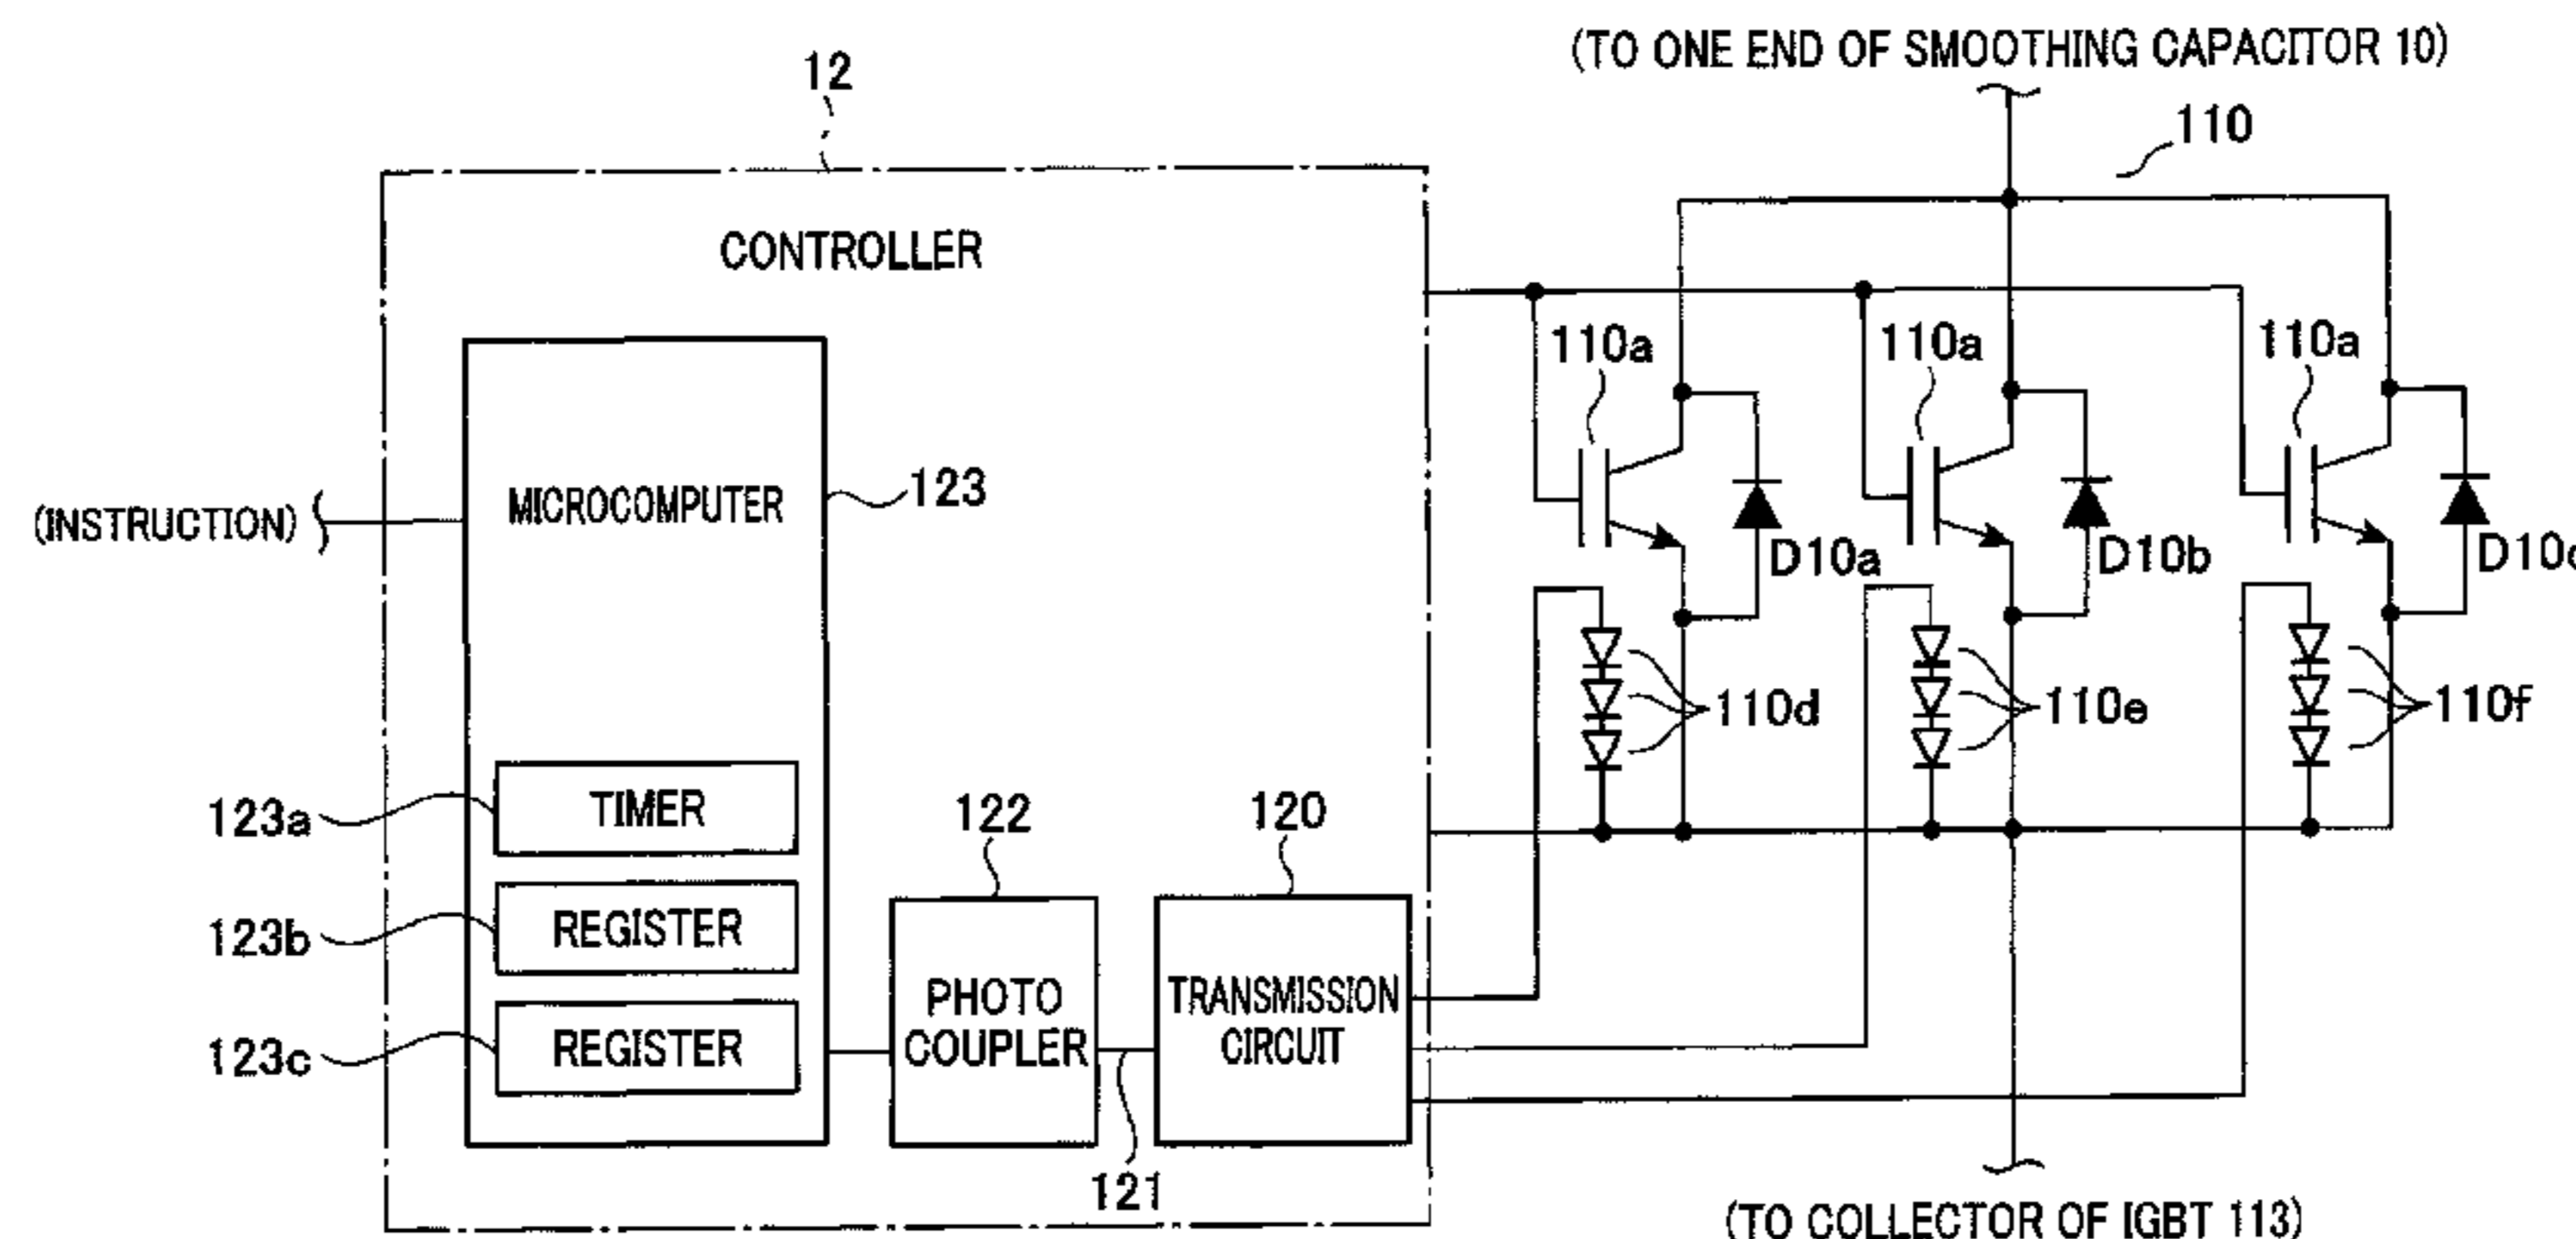 (TO ONE END OF SMOOTHING CAPACITOR 10)
12
110
CONTROLLER
110a
110a
110a
(INSTRUCTION)
MICROCOMPUTER
123
D10a
D10b
110d
110e
110f
123a
TIMER
122
120
123b
REGISTER
PHOTO
COUPLER
TRANSMISSION
CIRCUIT
123c
REGISTER
121
(TO COLLECTOR OF IGBT 113)